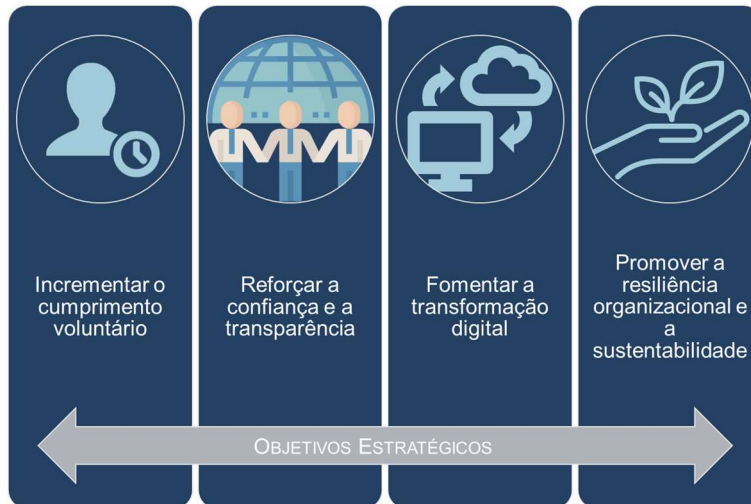 Incrementar o
cumprimento
voluntário
Reforçar a
confiança e a
transparência
Fomentar a
transformação
digital
Promover a
resiliência
organizacional e
a
sustentabilidade
OBJETIVOS ESTRATÉGICOS